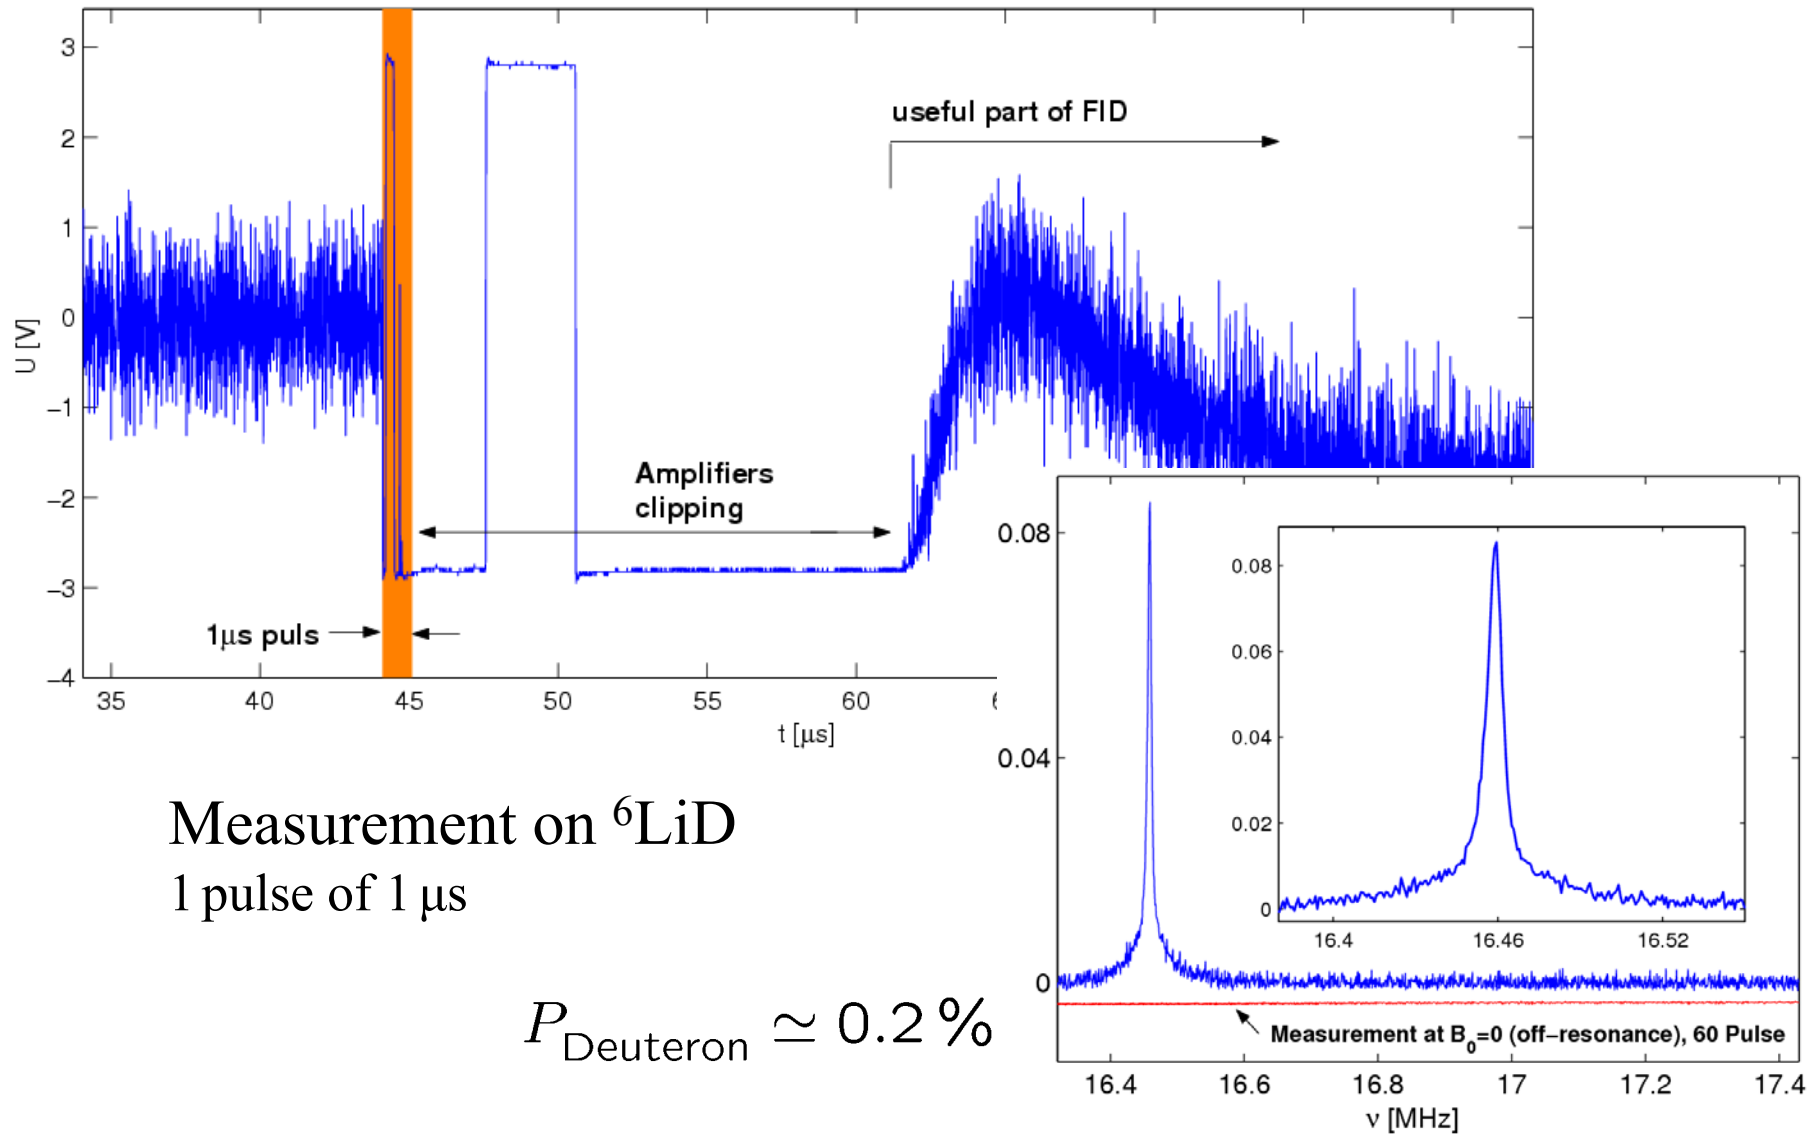 3
2
1
0
−1
−2
−3
−4
U [V]
useful part of FID
Amplifiers
clipping
1μs puls
35 40 45 50 55 60
t [μs]
0.08
0.04
0
0.08
0.06
0.04
0.02
0
16.4 16.46 16.52
Measurement at B₀=0 (off−resonance), 60 Pulse
16.4 16.6 16.8 17 17.2 17.4
ν [MHz]
Measurement on ⁶LiD
1 pulse of 1 μs
P_Deuteron ≃ 0.2 %